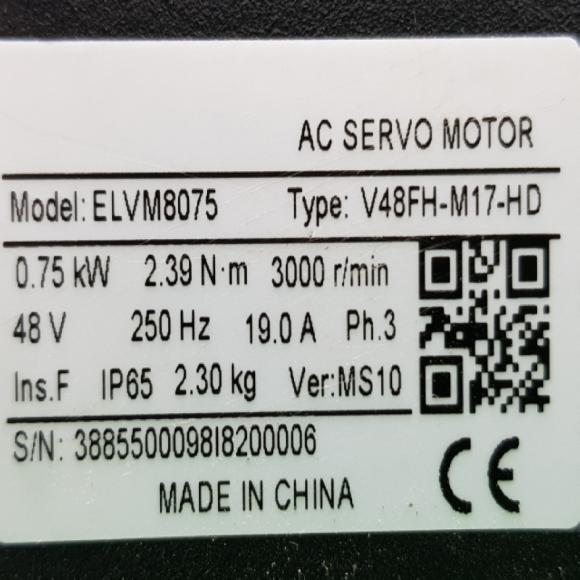 AC SERVO MOTOR
Model: ELVM8075 Type: V48FH-M17-HD
0.75 kW 2.39 N·m 3000 r/min
48 V 250 Hz 19.0 A Ph.3
Ins.F IP65 2.30 kg Ver:MS10
S/N: 3885500098I8200006
MADE IN CHINA
CE